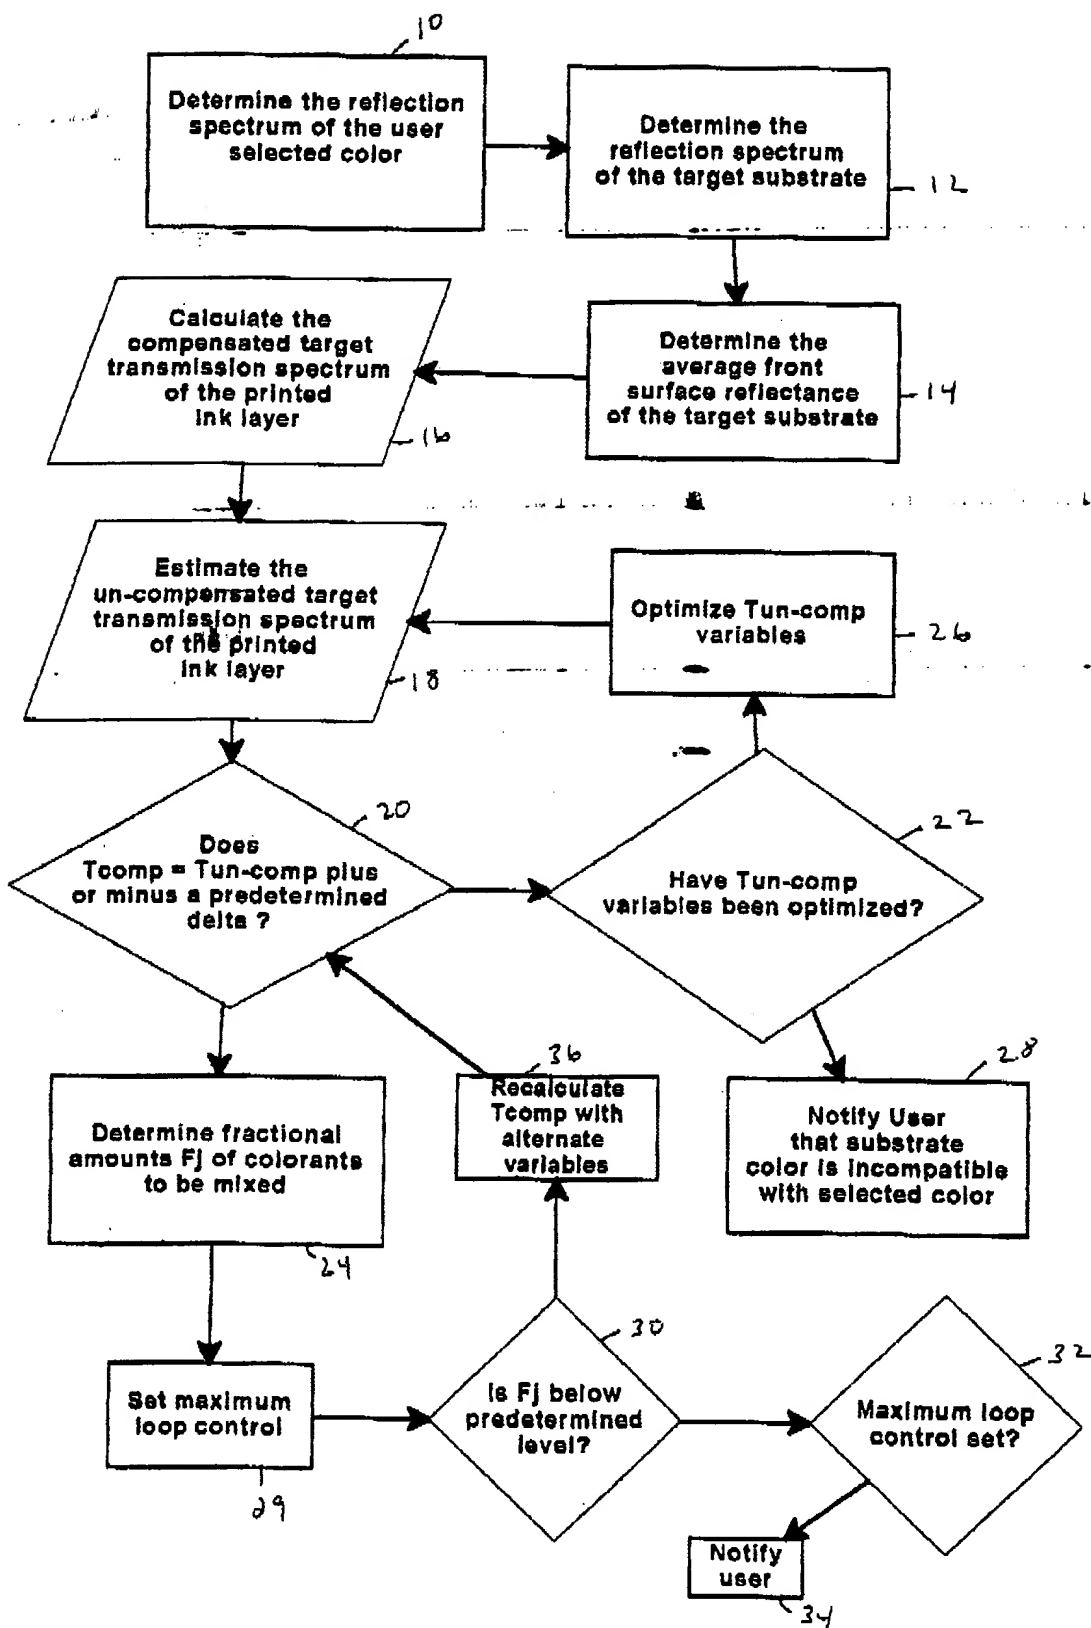 10
Determine the reflection
spectrum of the user
selected color
Determine the
reflection spectrum
of the target substrate
12
Calculate the
compensated target
transmission spectrum
of the printed
ink layer
16
Determine the
average front
surface reflectance
of the target substrate
14
Estimate the
un-compensated target
transmission spectrum
of the printed
ink layer
18
Optimize Tun-comp
variables
26
20
Does
Tcomp = Tun-comp plus
or minus a predetermined
delta ?
22
Have Tun-comp
variables been optimized?
36
Recalculate
Tcomp with
alternate
variables
28
Notify User
that substrate
color is incompatible
with selected color
Determine fractional
amounts Fj of colorants
to be mixed
24
Set maximum
loop control
29
30
Is Fj below
predetermined
level?
32
Maximum loop
control set?
Notify
user
34